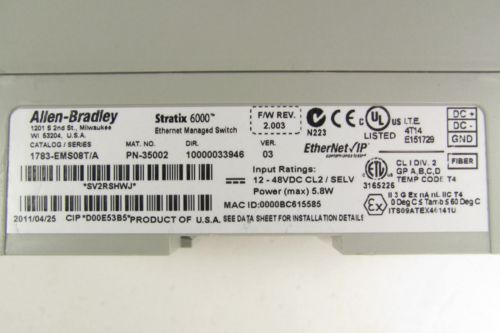 Allen-Bradley
1201 S 2nd St., Milwaukee
WI 53204, U.S.A.
Stratix 6000™
Ethernet Managed Switch
F/W REV.
2.003
N223
C UL US
LISTED
I.T.E.
4T14
E151729
DC +
DC -
GND
FIBER
CATALOG / SERIES
MAT. NO.
DIR.
VER.
1783-EMS08T/A
PN-35002
10000033946
03
EtherNet/IP™
*SV2RSHWJ*
Input Ratings:
12 - 48VDC CL2 / SELV
Power (max) 5.8W
MAC ID:0000BC615585
ETL
3165226
CL I DIV. 2
GP A,B,C,D
TEMP CODE T4
II 3 G Ex nA nL IIC T4
0 Deg C ≤ Tamb ≤ 60 Deg C
ITS09ATEX46141U
2011/04/25
CIP *D00E53B5*
PRODUCT OF U.S.A.
SEE DATA SHEET FOR INSTALLATION DETAILS